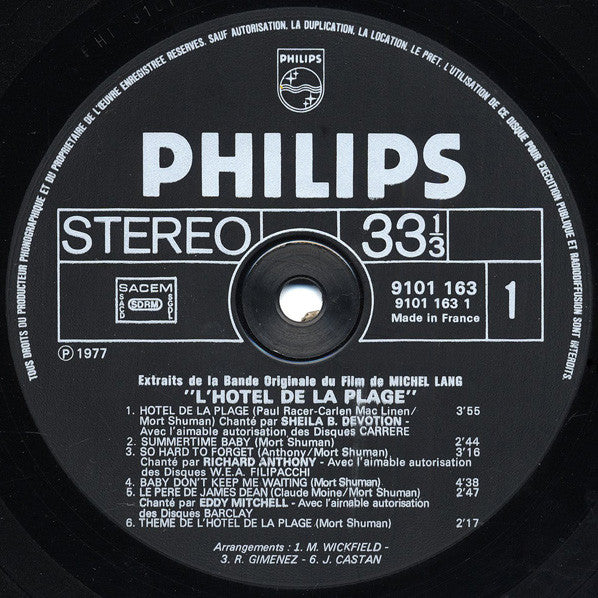 TOUS DROITS DU PRODUCTEUR PHONOGRAPHIQUE ET DU PROPRIETAIRE DE L'ŒUVRE ENREGISTREE RESERVES. SAUF AUTORISATION, LA DUPLICATION, LA LOCATION, LE PRET, L'UTILISATION DE CE DISQUE POUR EXECUTION PUBLIQUE ET RADIODIFFUSION SONT INTERDITS
PHILIPS
PHILIPS
STEREO 33 1/3
SACEM
SACD SDRM SGDL
9101 163
9101 163 1
Made in France
1
Ⓟ 1977
Extraits de la Bande Originale du Film de MICHEL LANG
"L'HOTEL DE LA PLAGE"
1. HOTEL DE LA PLAGE (Paul Racer-Carlen Mac Linen/ 3'55
Mort Shuman) Chanté par SHEILA B. DEVOTION -
Avec l'aimable autorisation des Disques CARRERE
2. SUMMERTIME BABY (Mort Shuman) 2'44
3. SO HARD TO FORGET (Anthony/Mort Shuman) 3'16
Chanté par RICHARD ANTHONY - Avec l'aimable autorisation
des Disques W.E.A. FILIPACCHI
4. BABY DON'T KEEP ME WAITING (Mort Shuman) 4'38
5. LE PERE DE JAMES DEAN (Claude Moine/Mort Shuman) 2'47
Chanté par EDDY MITCHELL - Avec l'aimable autorisation
des Disques BARCLAY
6. THEME DE L'HOTEL DE LA PLAGE (Mort Shuman) 2'17
Arrangements : 1. M. WICKFIELD -
3. R. GIMENEZ - 6. J. CASTAN